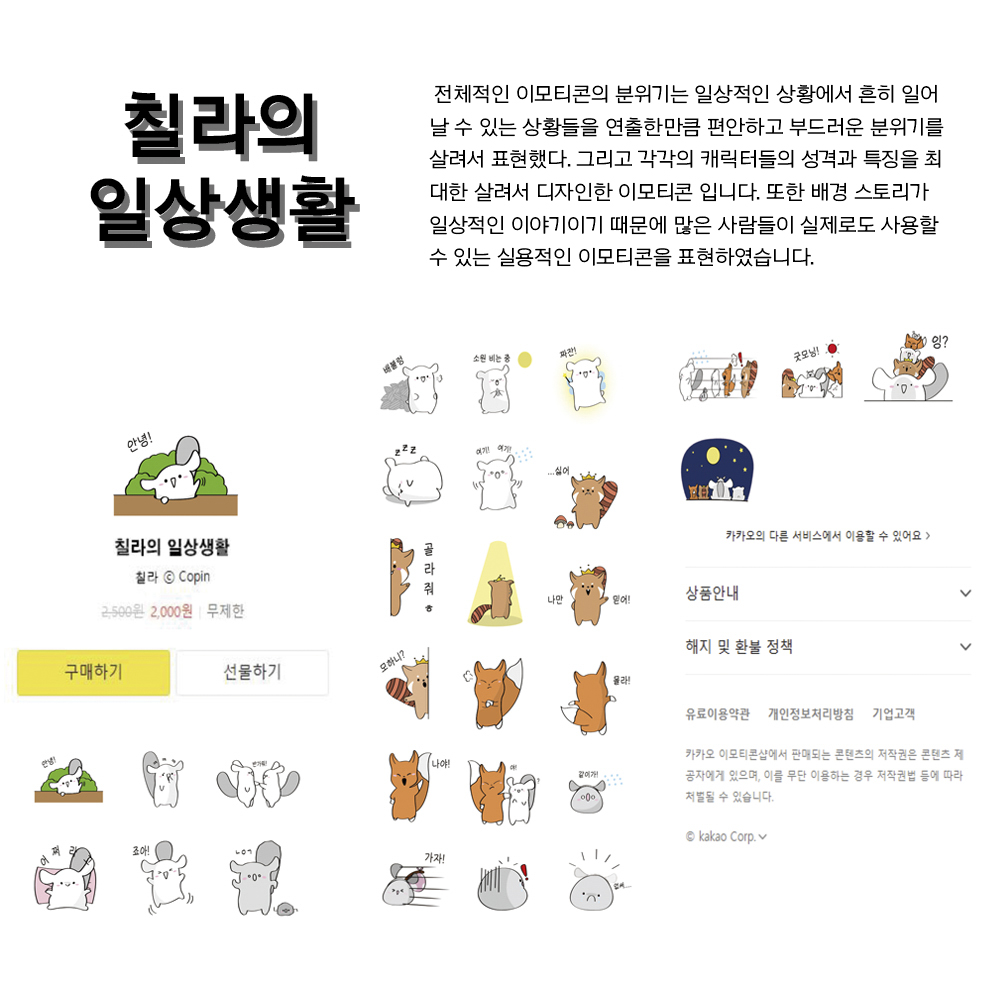 칠라의
일상생활
전체적인 이모티콘의 분위기는 일상적인 상황에서 흔히 일어
날 수 있는 상황들을 연출한만큼 편안하고 부드러운 분위기를
살려서 표현했다. 그리고 각각의 캐릭터들의 성격과 특징을 최
대한 살려서 디자인한 이모티콘 입니다. 또한 배경 스토리가
일상적인 이야기이기 때문에 많은 사람들이 실제로도 사용할
수 있는 실용적인 이모티콘을 표현하였습니다.
안녕!
칠라의 일상생활
칠라 ⓒ Copin
2,500원 2,000원 | 무제한
구매하기
선물하기
안녕!
반가워!
어쩌라
죠아!
ㄴㅇㄱ
배불렁
소원 비는 중
짜잔!
z z z
여기! 여기!
...싫어
골라줘ㅎ
나만 믿어!
모하니?
몰라!
나야!
야!
같이가!
가자!
굿모닝!
잉?
카카오의 다른 서비스에서 이용할 수 있어요 >
상품안내
해지 및 환불 정책
유료이용약관 개인정보처리방침 기업고객
카카오 이모티콘샵에서 판매되는 콘텐츠의 저작권은 콘텐츠 제
공자에게 있으며, 이를 무단 이용하는 경우 저작권법 등에 따라
처벌될 수 있습니다.
© kakao Corp.